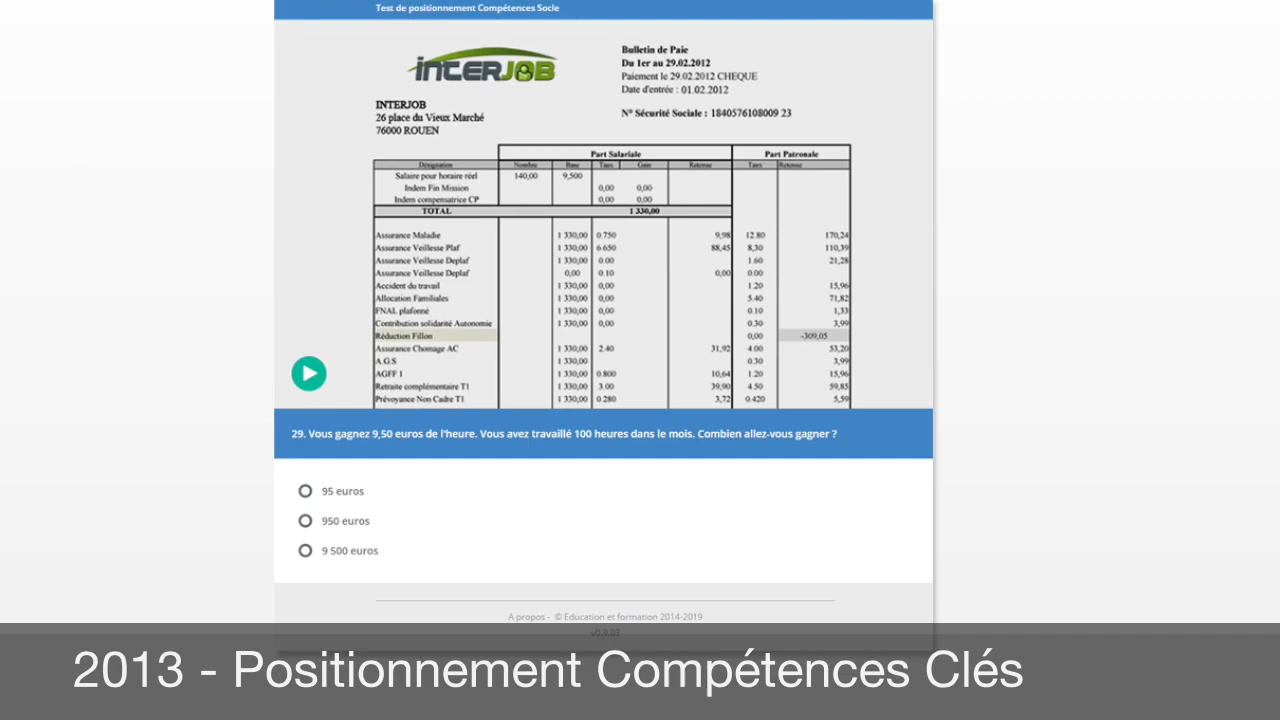 Test de positionnement Compétences Socle
INTERJOB
Bulletin de Paie
Du 1er au 29.02.2012
Paiement le 29.02.2012 CHEQUE
Date d'entrée : 01.02.2012
N° Sécurité Sociale : 1840576108009 23
INTERJOB
26 place du Vieux Marché
76000 ROUEN
Part Salariale Part Patronale
Désignation Nombre Base Taux Gain Retenue Taux Retenue
Salaire pour horaire réel 140,00 9,500
Indem Fin Mission 0,00 0,00
Indem compensatrice CP 0,00 0,00
TOTAL 1 330,00
Assurance Maladie 1 330,00 0.750 9,98 12.80 170,24
Assurance Veillesse Plaf 1 330,00 6.650 88,45 8,30 110,39
Assurance Veillesse Deplaf 1 330,00 0.00 1.60 21,28
Assurance Veillesse Deplaf 0,00 0.10 0,00 0.00
Accident du travail 1 330,00 0,00 1.20 15,96
Allocation Familiales 1 330,00 0,00 5.40 71,82
FNAL plafonné 1 330,00 0,00 0.10 1,33
Contribution solidarité Autonomie 1 330,00 0,00 0.30 3,99
Réduction Fillon 0,00 -309,05
Assurance Chomage AC 1 330,00 2.40 31,92 4.00 53,20
A.G.S 1 330,00 0.30 3,99
AGFF 1 1 330,00 0.800 10,64 1.20 15,96
Retraite complémentaire T1 1 330,00 3.00 39,90 4.50 59,85
Prévoyance Non Cadre T1 1 330,00 0.280 3,72 0.420 5,59
29. Vous gagnez 9,50 euros de l'heure. Vous avez travaillé 100 heures dans le mois. Combien allez-vous gagner ?
95 euros
950 euros
9 500 euros
A propos - © Education et formation 2014-2019
v0.9.03
2013 - Positionnement Compétences Clés